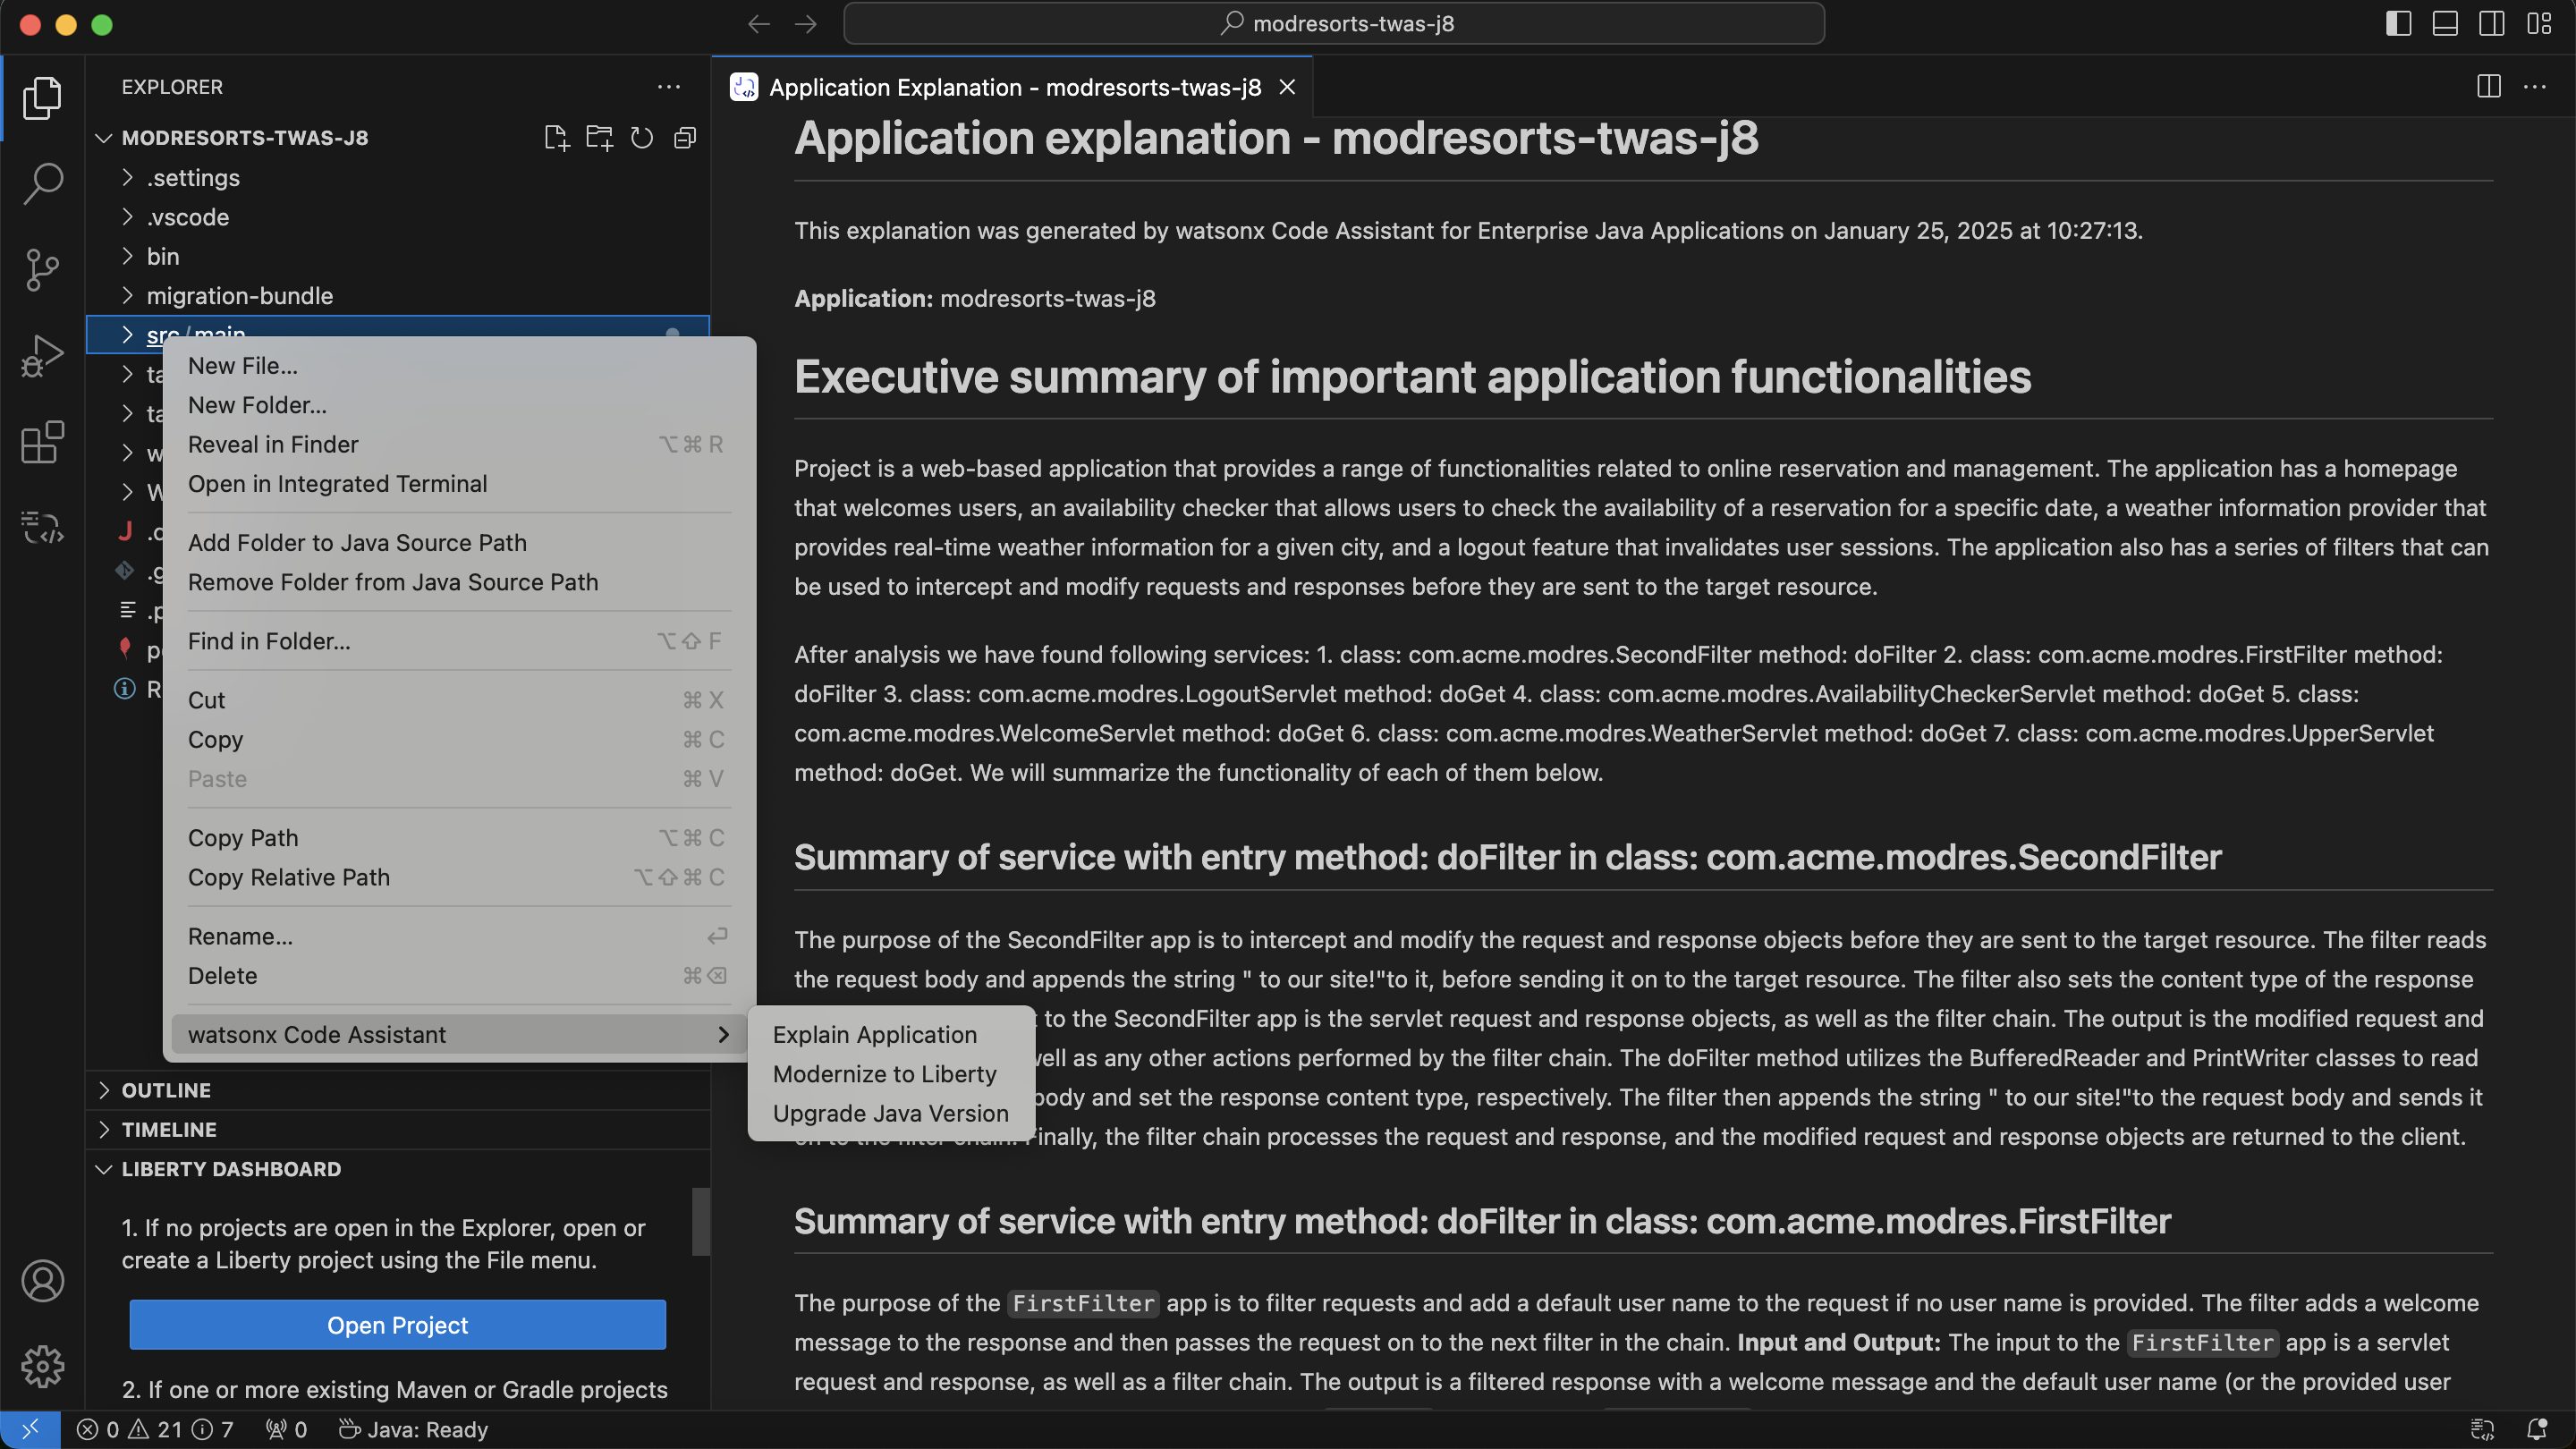 modresorts-twas-j8
EXPLORER
MODRESORTS-TWAS-J8
.settings
.vscode
bin
migration-bundle
src/main
New File...
New Folder...
Reveal in Finder ⌥⌘R
Open in Integrated Terminal
Add Folder to Java Source Path
Remove Folder from Java Source Path
Find in Folder... ⌥⇧F
Cut ⌘X
Copy ⌘C
Paste ⌘V
Copy Path ⌥⌘C
Copy Relative Path ⌥⇧⌘C
Rename...
Delete
watsonx Code Assistant
Explain Application
Modernize to Liberty
Upgrade Java Version
OUTLINE
TIMELINE
LIBERTY DASHBOARD
1. If no projects are open in the Explorer, open or
create a Liberty project using the File menu.
Open Project
2. If one or more existing Maven or Gradle projects
Application Explanation - modresorts-twas-j8
Application explanation - modresorts-twas-j8
This explanation was generated by watsonx Code Assistant for Enterprise Java Applications on January 25, 2025 at 10:27:13.
Application: modresorts-twas-j8
Executive summary of important application functionalities
Project is a web-based application that provides a range of functionalities related to online reservation and management. The application has a homepage
that welcomes users, an availability checker that allows users to check the availability of a reservation for a specific date, a weather information provider that
provides real-time weather information for a given city, and a logout feature that invalidates user sessions. The application also has a series of filters that can
be used to intercept and modify requests and responses before they are sent to the target resource.
After analysis we have found following services: 1. class: com.acme.modres.SecondFilter method: doFilter 2. class: com.acme.modres.FirstFilter method:
doFilter 3. class: com.acme.modres.LogoutServlet method: doGet 4. class: com.acme.modres.AvailabilityCheckerServlet method: doGet 5. class:
com.acme.modres.WelcomeServlet method: doGet 6. class: com.acme.modres.WeatherServlet method: doGet 7. class: com.acme.modres.UpperServlet
method: doGet. We will summarize the functionality of each of them below.
Summary of service with entry method: doFilter in class: com.acme.modres.SecondFilter
The purpose of the SecondFilter app is to intercept and modify the request and response objects before they are sent to the target resource. The filter reads
the request body and appends the string " to our site!"to it, before sending it on to the target resource. The filter also sets the content type of the response
to the SecondFilter app is the servlet request and response objects, as well as the filter chain. The output is the modified request and
well as any other actions performed by the filter chain. The doFilter method utilizes the BufferedReader and PrintWriter classes to read
body and set the response content type, respectively. The filter then appends the string " to our site!"to the request body and sends it
on to the filter chain. Finally, the filter chain processes the request and response, and the modified request and response objects are returned to the client.
Summary of service with entry method: doFilter in class: com.acme.modres.FirstFilter
The purpose of the FirstFilter app is to filter requests and add a default user name to the request if no user name is provided. The filter adds a welcome
message to the response and then passes the request on to the next filter in the chain. Input and Output: The input to the FirstFilter app is a servlet
request and response, as well as a filter chain. The output is a filtered response with a welcome message and the default user name (or the provided user
0 21 7 0 Java: Ready